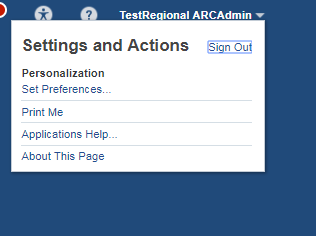 TestRegional ARCAdmin
Settings and Actions
Sign Out
Personalization
Set Preferences...
Print Me
Applications Help...
About This Page